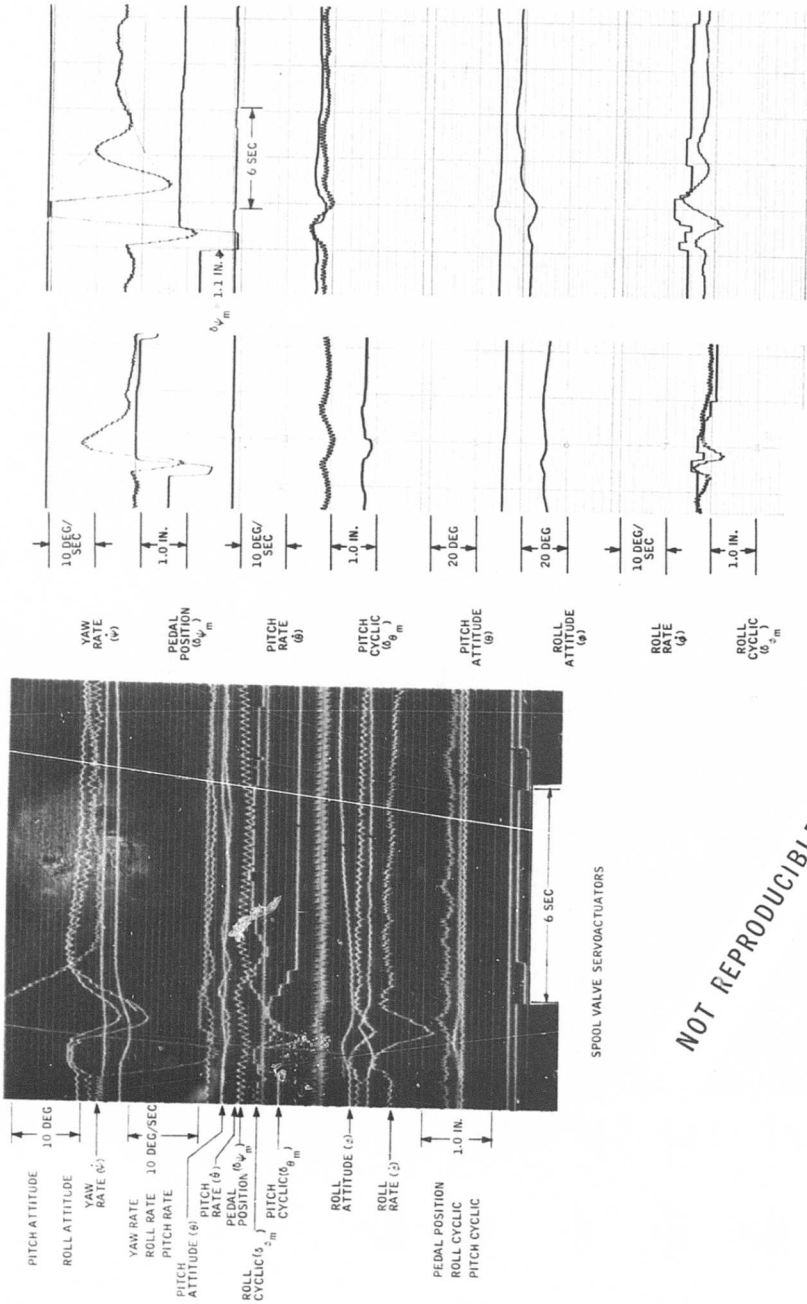 PITCH ATTITUDE
ROLL ATTITUDE
10 DEG
YAW
RATE (ψ̇)
YAW RATE
ROLL RATE 10 DEG/SEC
PITCH RATE
PITCH
ATTITUDE (θ)
PITCH
RATE (θ̇)
PEDAL
POSITION (δψm)
ROLL
CYCLIC (δφm)
PITCH
CYCLIC (δθm)
ROLL
ATTITUDE (φ)
ROLL
RATE (φ̇)
PEDAL POSITION
ROLL CYCLIC
PITCH CYCLIC
1.0 IN.
6 SEC
SPOOL VALVE SERVOACTUATORS
YAW
RATE
(ψ̇)
10 DEG/
SEC
PEDAL
POSITION
(δψm)
1.0 IN.
PITCH
RATE
(θ̇)
10 DEG/
SEC
PITCH
CYCLIC
(δθm)
1.0 IN.
PITCH
ATTITUDE
(θ)
20 DEG
ROLL
ATTITUDE
(φ)
20 DEG
ROLL
RATE
(φ̇)
10 DEG/
SEC
ROLL
CYCLIC
(δφm)
1.0 IN.
δψm = 1.1 IN.
6 SEC
NOT REPRODUCIBLE